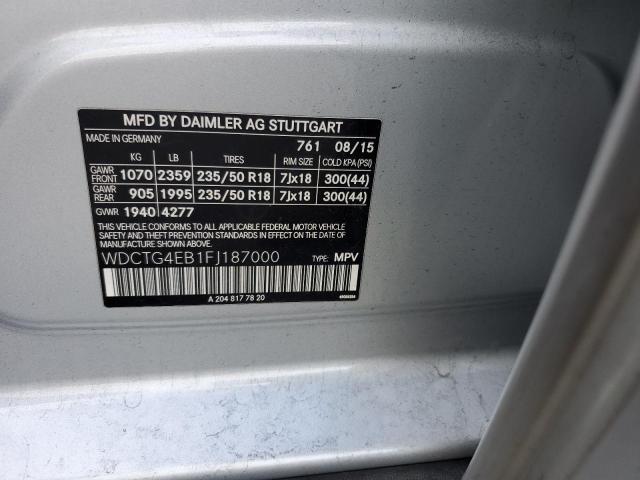 MFD BY DAIMLER AG STUTTGART
MADE IN GERMANY 761 08/15
KG LB TIRES RIM SIZE COLD KPA (PSI)
GAWR FRONT 1070 2359 235/50 R18 7Jx18 300(44)
GAWR REAR 905 1995 235/50 R18 7Jx18 300(44)
GVWR 1940 4277
THIS VEHICLE CONFORMS TO ALL APPLICABLE FEDERAL MOTOR VEHICLE
SAFETY AND THEFT PREVENTION STANDARDS IN EFFECT ON THE DATE OF
MANUFACTURE SHOWN ABOVE.
WDCTG4EB1FJ187000 TYPE: MPV
A 204 817 78 20